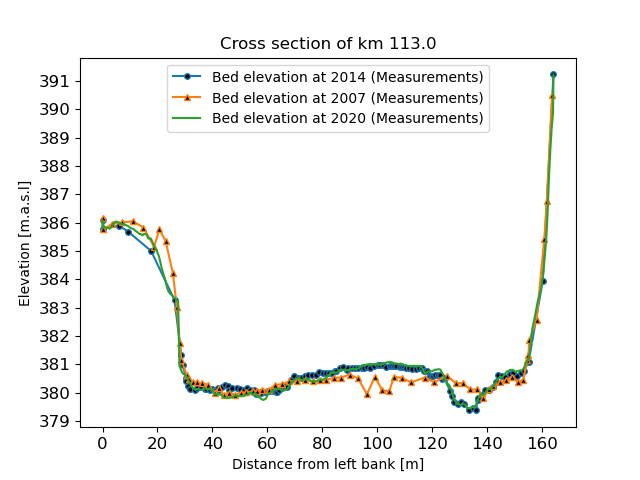 Cross section of km 113.0
Bed elevation at 2014 (Measurements)
Bed elevation at 2007 (Measurements)
Bed elevation at 2020 (Measurements)
Elevation [m.a.s.l]
391
390
389
388
387
386
385
384
383
382
381
380
379
0 20 40 60 80 100 120 140 160
Distance from left bank [m]